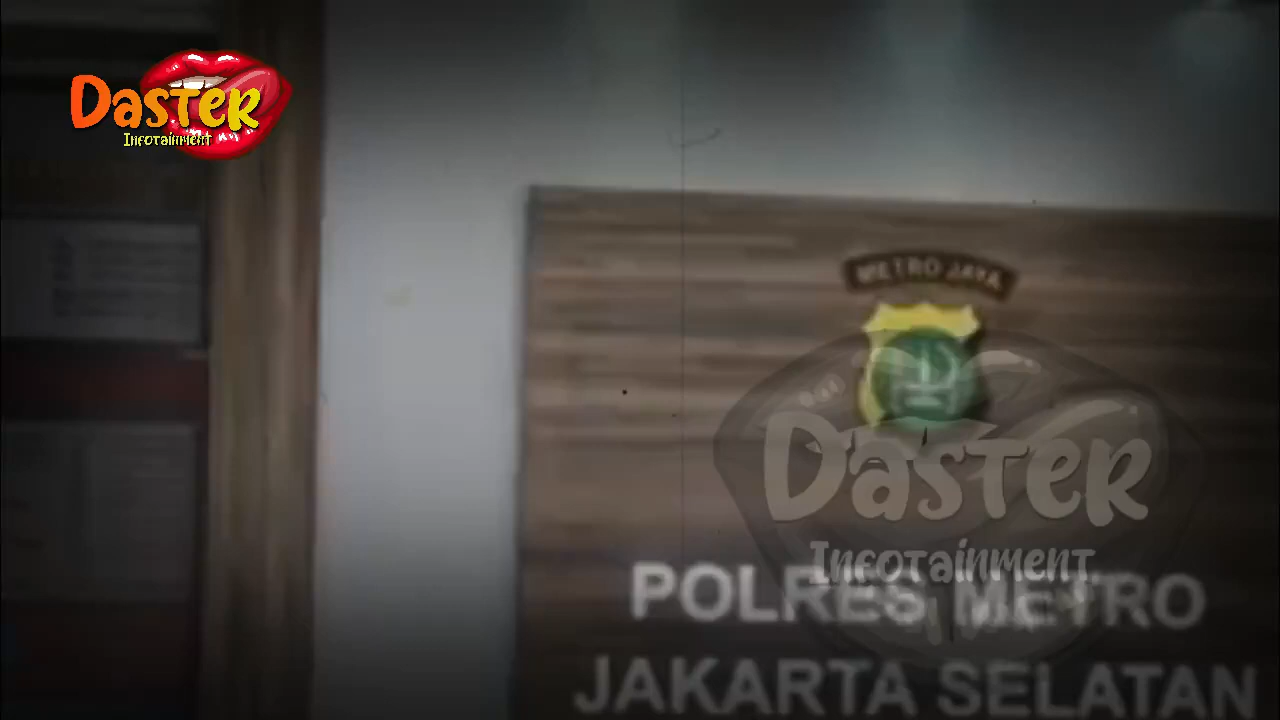 DASTER
INFOTAINMENT
METRO JAYA
DASTER
INFOTAINMENT
POLRES METRO
JAKARTA SELATAN